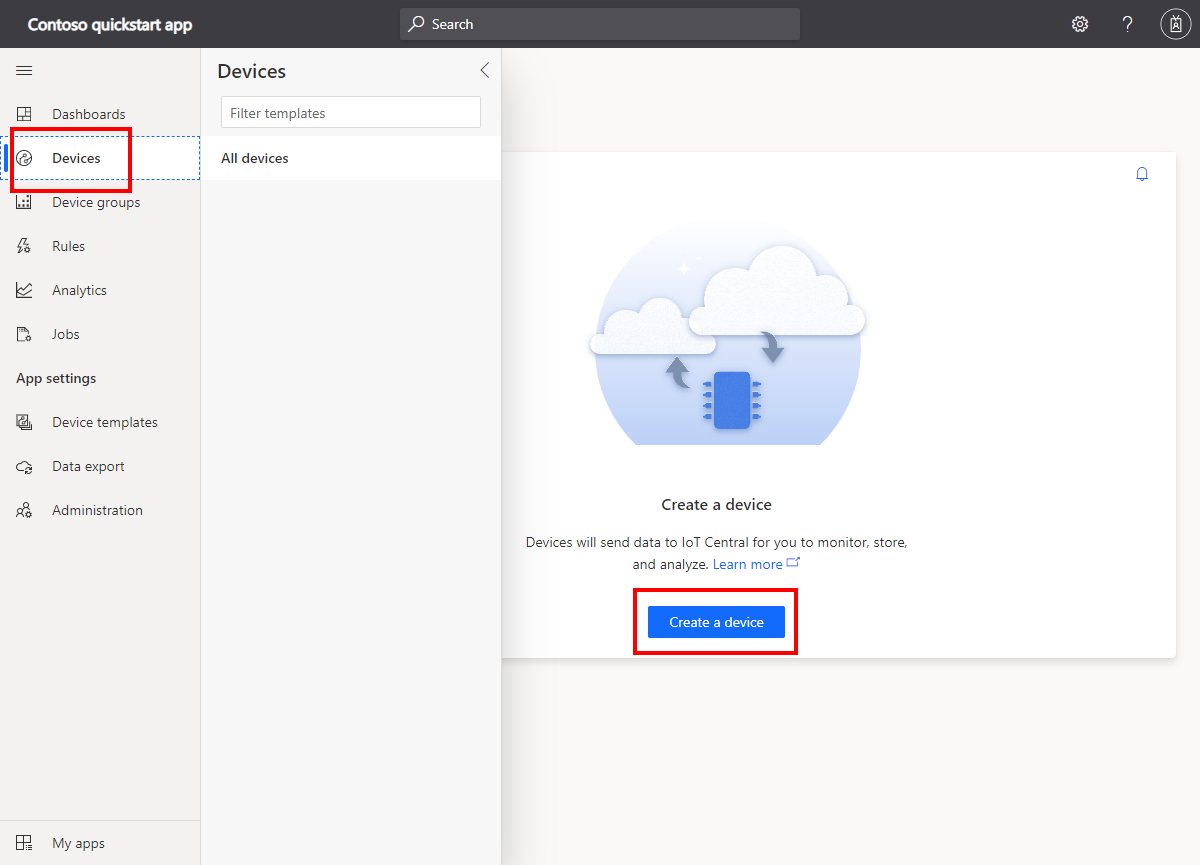 Contoso quickstart app
Search
?
Dashboards
Devices
Device groups
Rules
Analytics
Jobs
App settings
Device templates
Data export
Administration
My apps
Devices
Filter templates
All devices
Create a device
Devices will send data to IoT Central for you to monitor, store,
and analyze. Learn more
Create a device